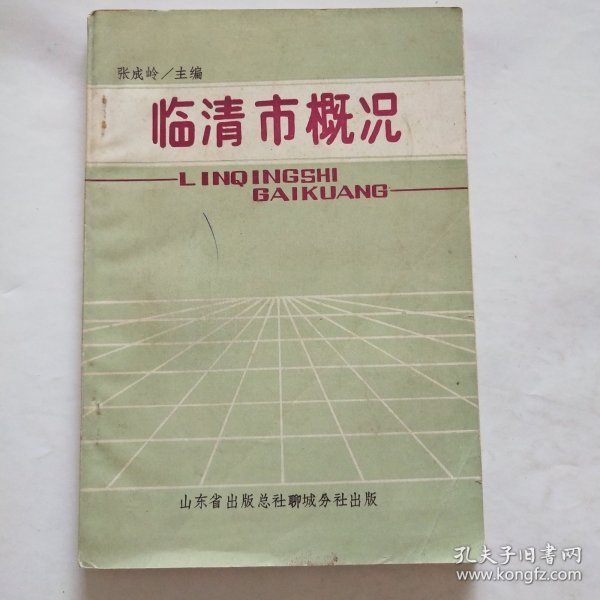 张成岭／主编
临清市概况
LINQINGSHI
GAIKUANG
山东省出版总社聊城分社出版
孔夫子旧书网
www.kongfz.com